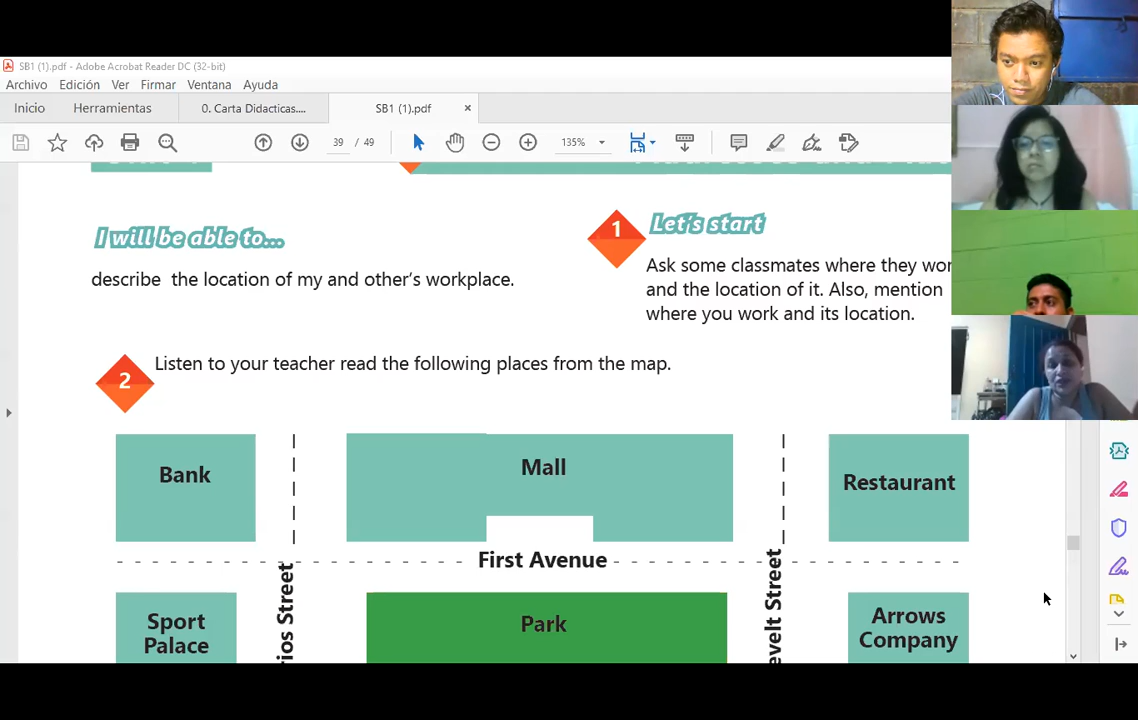 SB1 (1).pdf - Adobe Acrobat Reader DC (32-bit)
Archivo Edición Ver Firmar Ventana Ayuda
Inicio Herramientas 0. Carta Didacticas.... SB1 (1).pdf ×
39 / 49 135%
I will be able to...
describe the location of my and other's workplace.
1 Let's start
Ask some classmates where they wor
and the location of it. Also, mention
where you work and its location.
2 Listen to your teacher read the following places from the map.
Bank
Mall
Restaurant
First Avenue
rios Street
evelt Street
Sport
Palace
Park
Arrows
Company